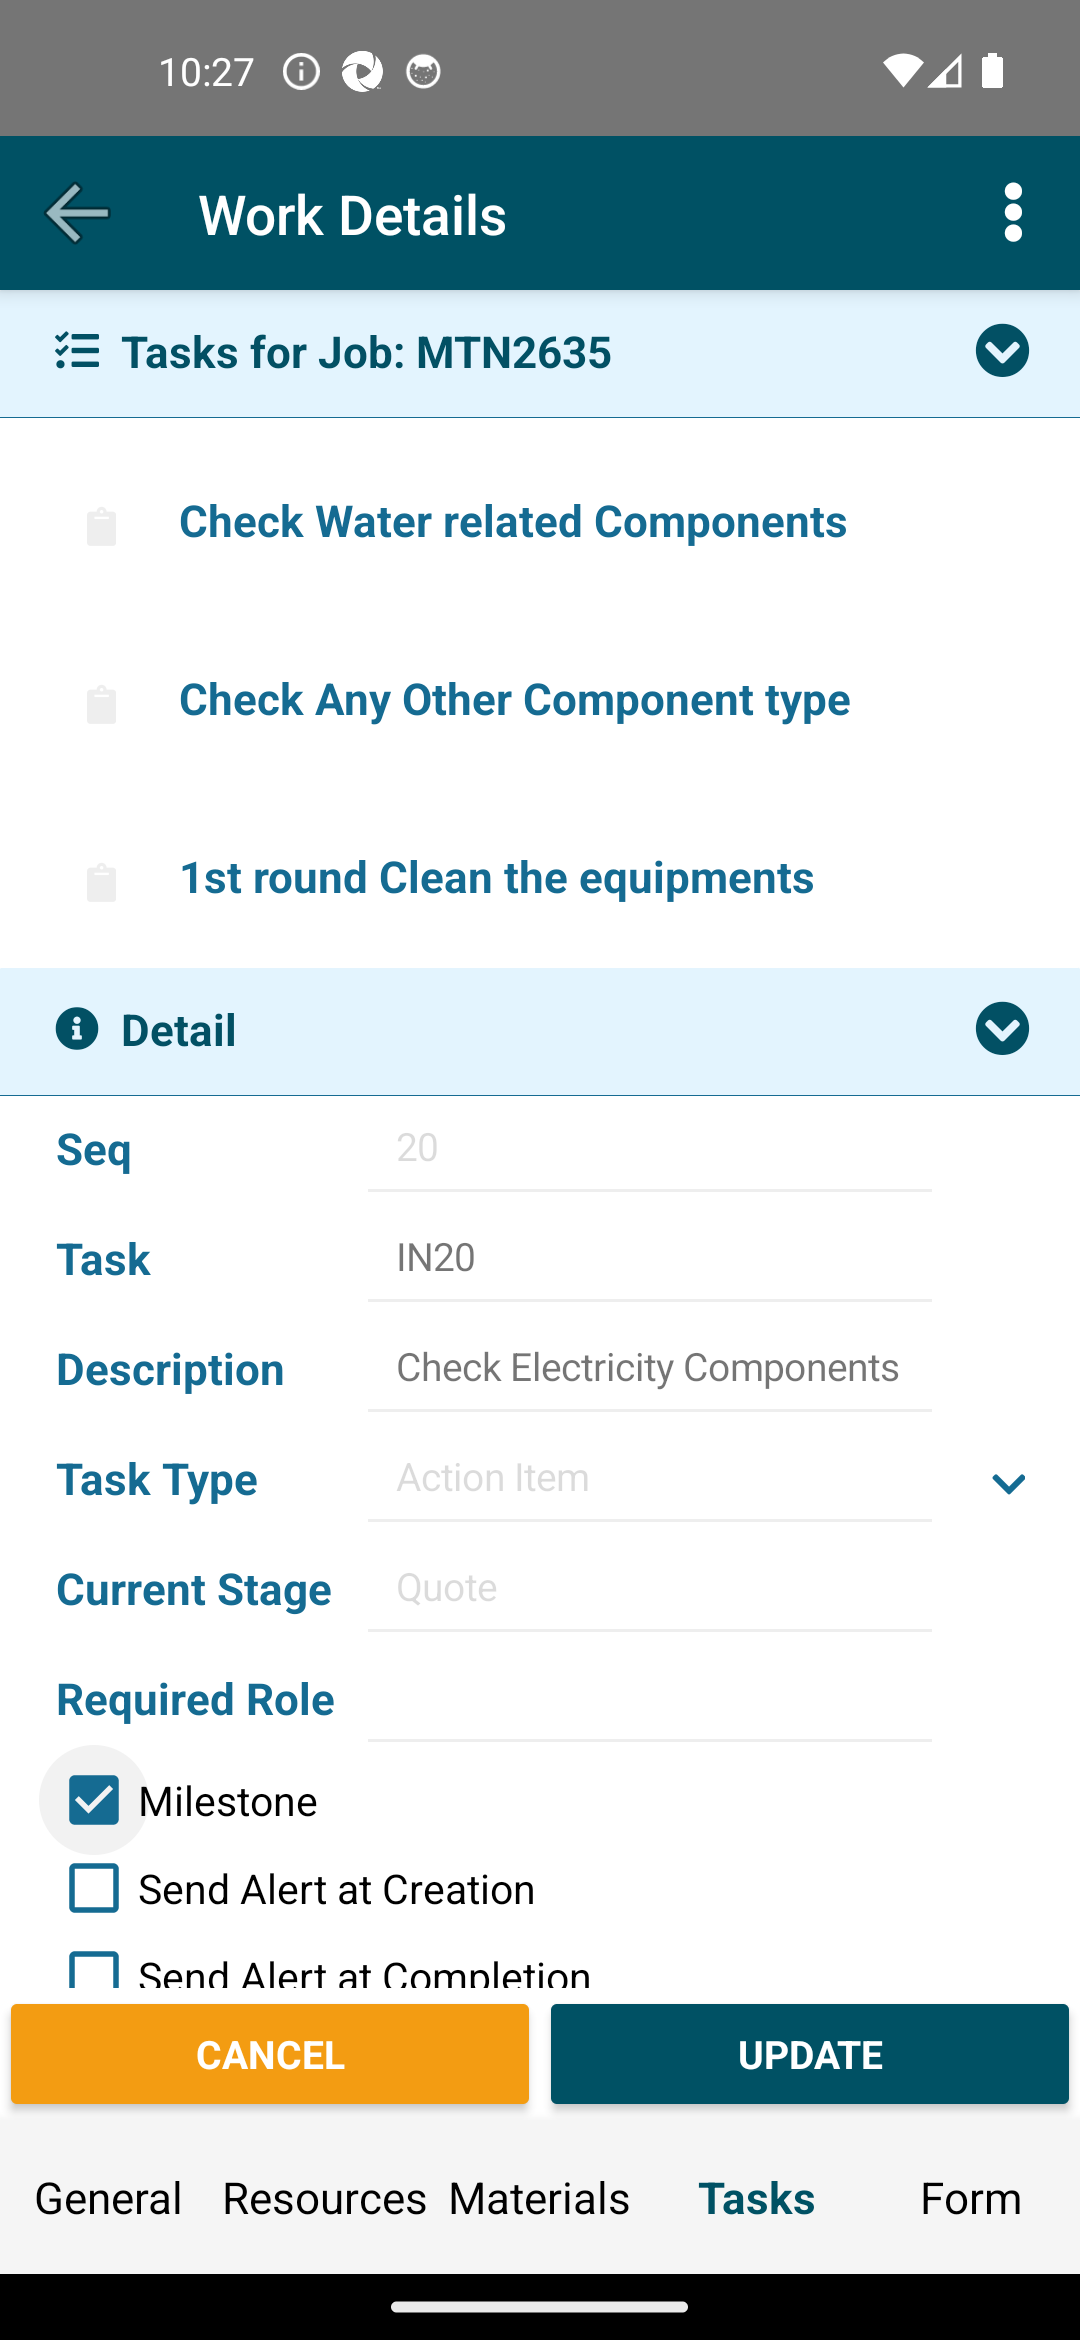 10:27
Work Details
Tasks for Job: MTN2635
Check Water related Components
Check Any Other Component type
1st round Clean the equipments
Detail
Seq 20
Task IN20
Description Check Electricity Components
Task Type Action Item
Current Stage Quote
Required Role
Milestone
Send Alert at Creation
Send Alert at Completion
CANCEL UPDATE
General Resources Materials Tasks Form